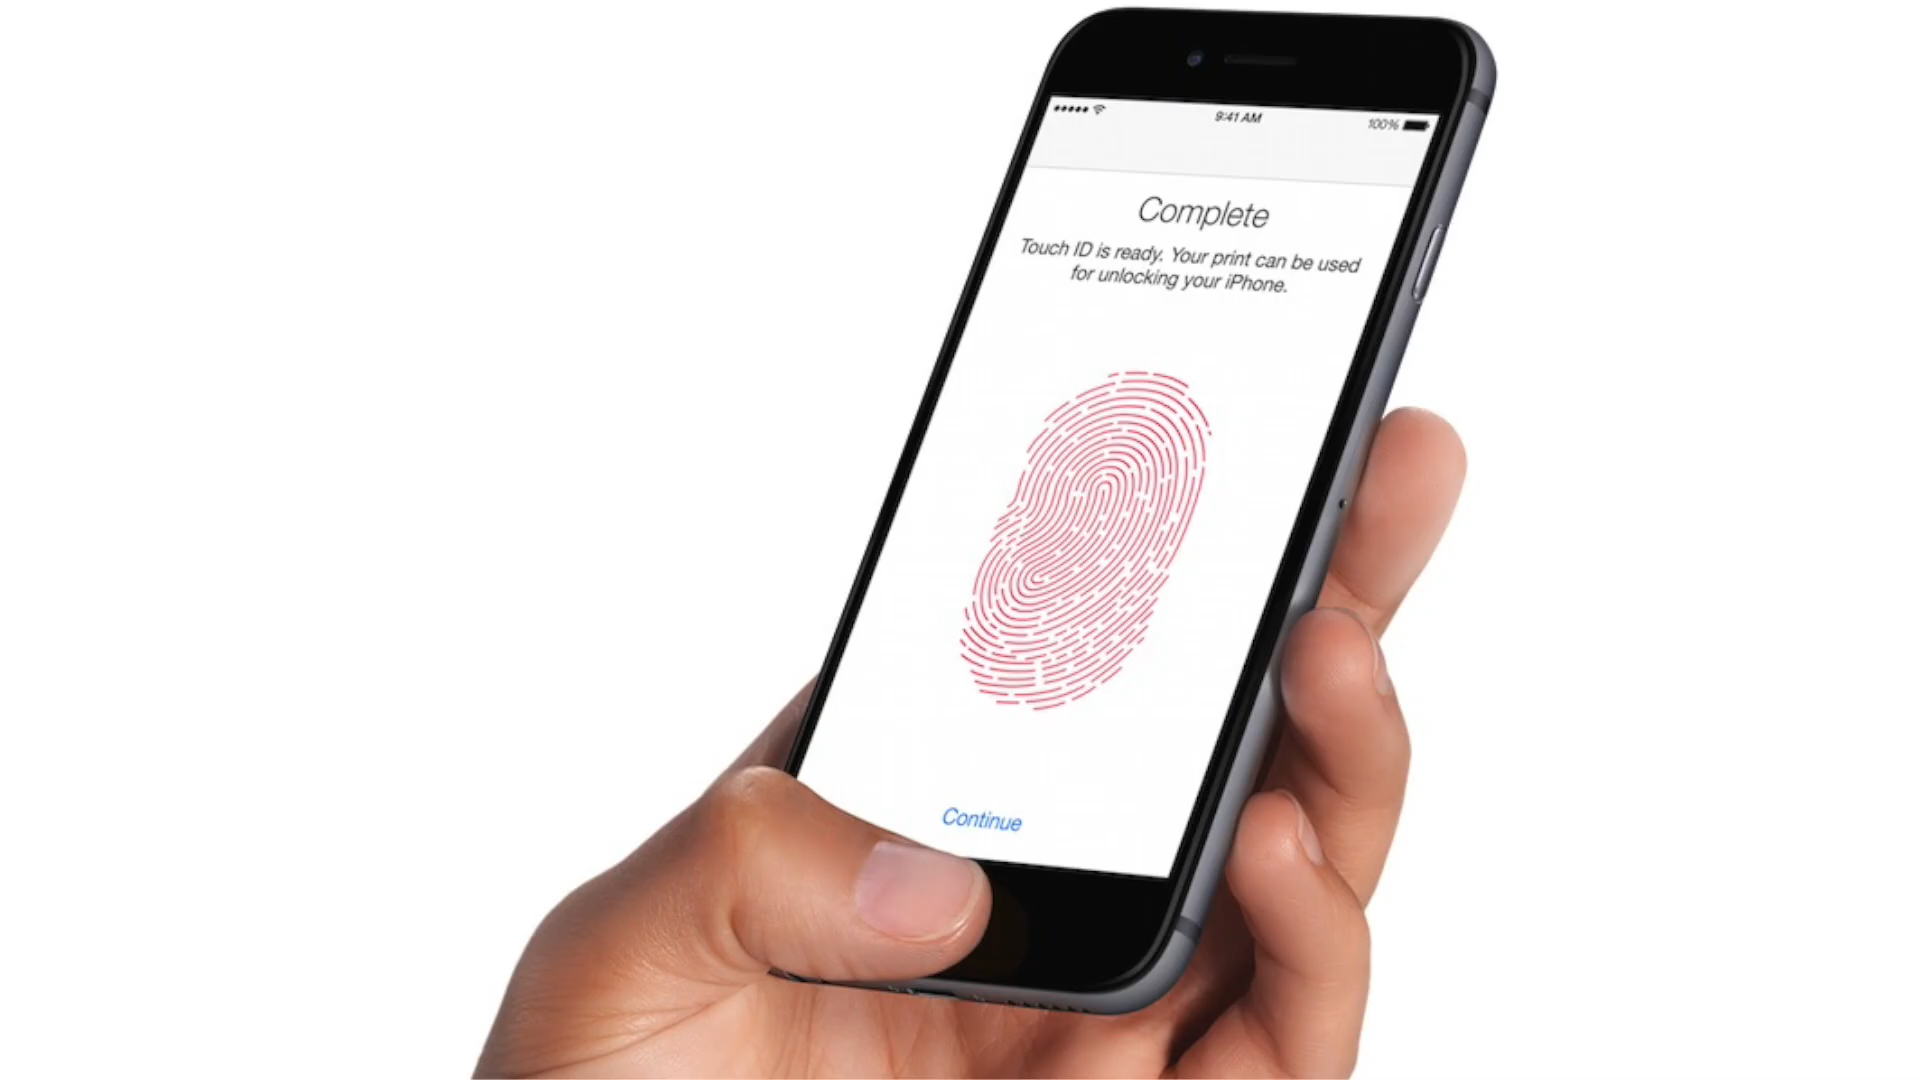 9:41 AM
100%
Complete
Touch ID is ready. Your print can be used
for unlocking your iPhone.
Continue